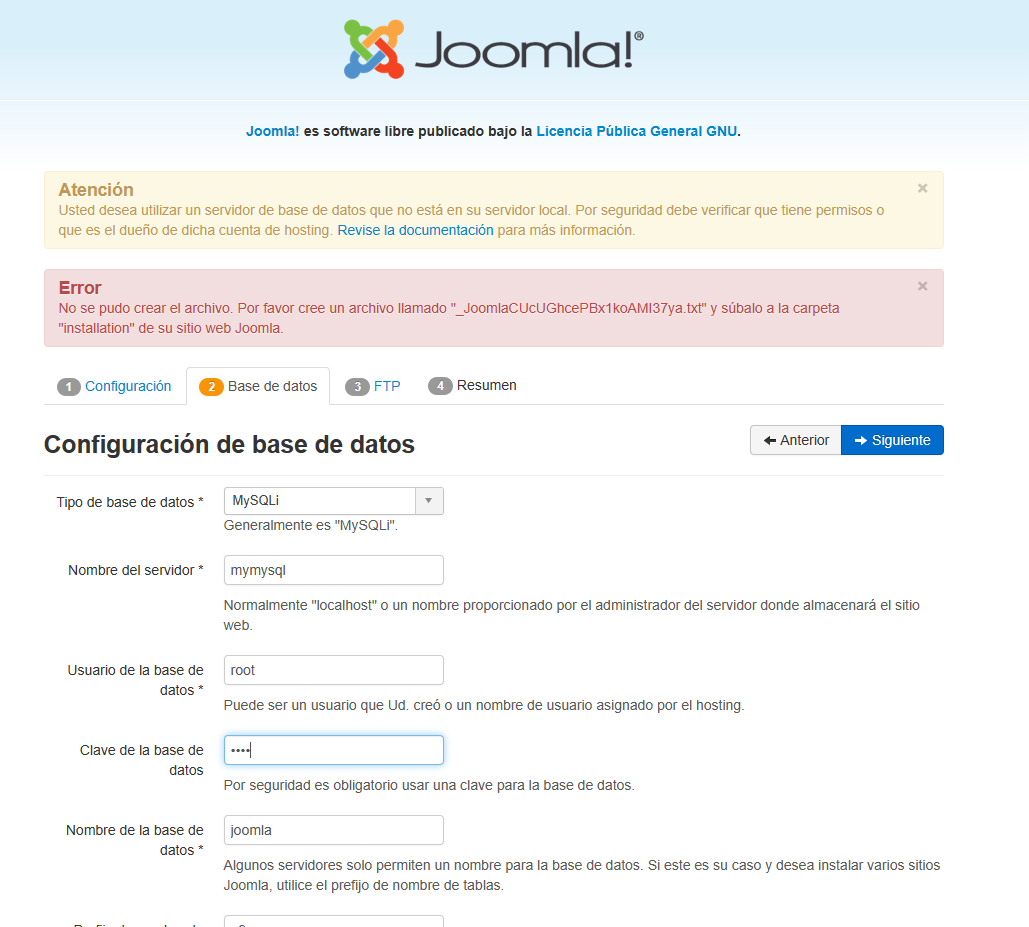 Joomla!®
Joomla! es software libre publicado bajo la Licencia Pública General GNU.
Atención
×
Usted desea utilizar un servidor de base de datos que no está en su servidor local. Por seguridad debe verificar que tiene permisos o
que es el dueño de dicha cuenta de hosting. Revise la documentación para más información.
Error
×
No se pudo crear el archivo. Por favor cree un archivo llamado "_JoomlaCUcUGhcePBx1koAMI37ya.txt" y súbalo a la carpeta
"installation" de su sitio web Joomla.
1 Configuración 2 Base de datos 3 FTP 4 Resumen
Configuración de base de datos
Anterior Siguiente
Tipo de base de datos * MySQLi
Generalmente es "MySQLi".
Nombre del servidor * mymysql
Normalmente "localhost" o un nombre proporcionado por el administrador del servidor donde almacenará el sitio
web.
Usuario de la base de
datos *
root
Puede ser un usuario que Ud. creó o un nombre de usuario asignado por el hosting.
Clave de la base de
datos
••••
Por seguridad es obligatorio usar una clave para la base de datos.
Nombre de la base de
datos *
joomla
Algunos servidores solo permiten un nombre para la base de datos. Si este es su caso y desea instalar varios sitios
Joomla, utilice el prefijo de nombre de tablas.